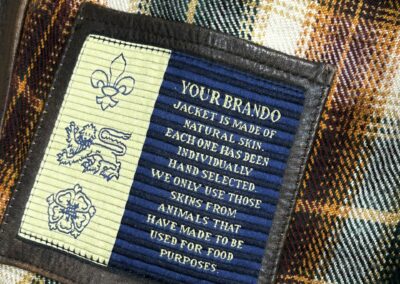 YOUR BRANDO
JACKET IS MADE OF
NATURAL SKIN.
EACH ONE HAS BEEN
INDIVIDUALLY
HAND SELECTED.
WE ONLY USE THOSE
SKINS FROM
ANIMALS THAT
HAVE MADE TO BE
USED FOR FOOD
PURPOSES.